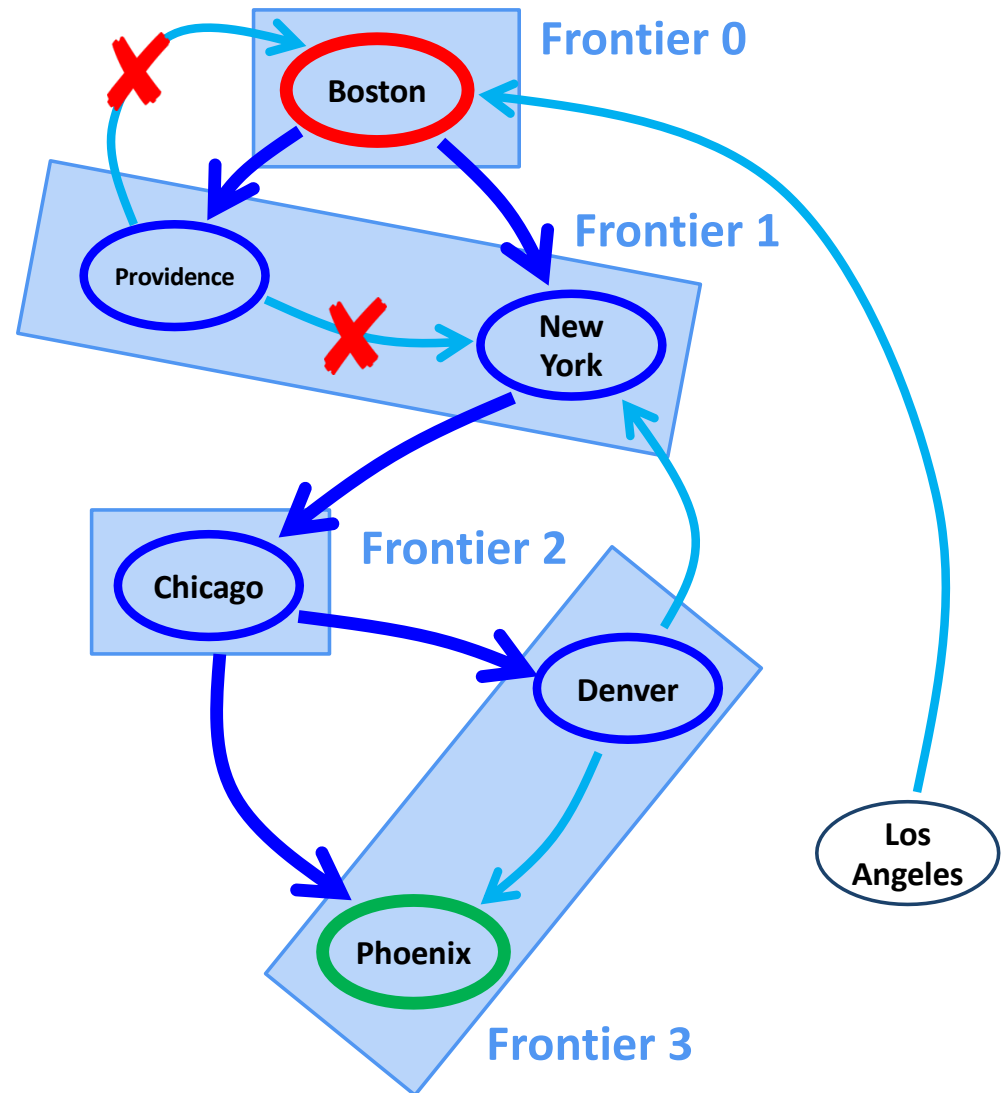 Frontier 0
Boston
Frontier 1
Providence
New
York
Frontier 2
Chicago
Denver
Los
Angeles
Phoenix
Frontier 3